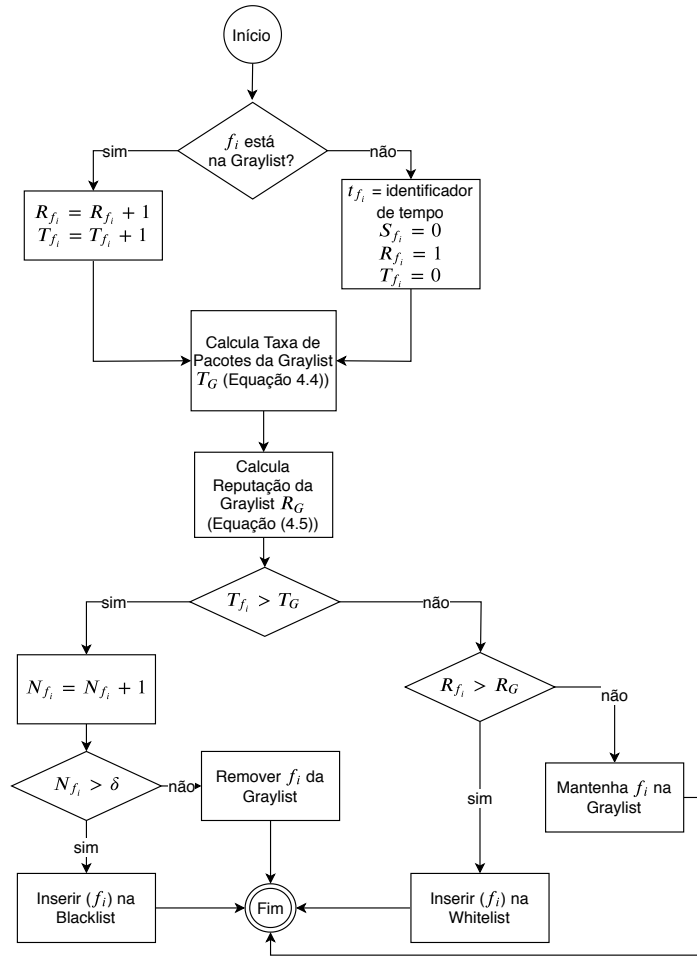 Início
f_i está
na Graylist?
sim
não
R_{f_i} = R_{f_i} + 1
T_{f_i} = T_{f_i} + 1
t_{f_i} = identificador
de tempo
S_{f_i} = 0
R_{f_i} = 1
T_{f_i} = 0
Calcula Taxa de
Pacotes da Graylist
T_G (Equação 4.4))
Calcula
Reputação da
Graylist R_G
(Equação (4.5))
T_{f_i} > T_G
sim
não
N_{f_i} = N_{f_i} + 1
R_{f_i} > R_G
não
N_{f_i} > δ
não
Remover f_i da
Graylist
sim
Mantenha f_i na
Graylist
sim
Inserir (f_i) na
Blacklist
Fim
Inserir (f_i) na
Whitelist